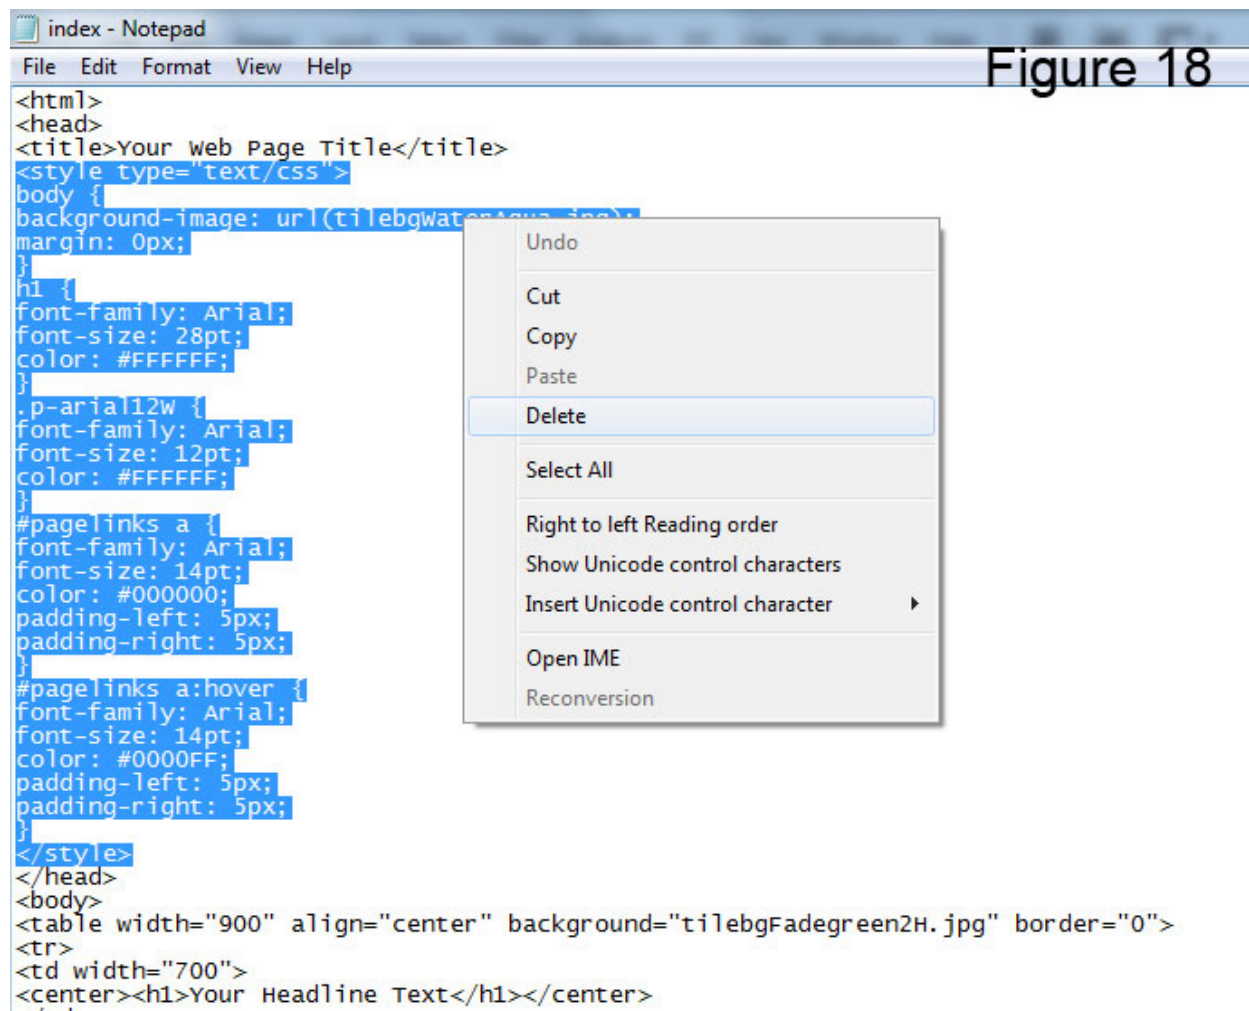 index - Notepad
File Edit Format View Help
Figure 18
<html>
<head>
<title>Your Web Page Title</title>
<style type="text/css">
body {
background-image: url(tilebgWaterAqua.jpg);
margin: 0px;
}
h1 {
font-family: Arial;
font-size: 28pt;
color: #FFFFFF;
}
.p-arial12W {
font-family: Arial;
font-size: 12pt;
color: #FFFFFF;
}
#pagelinks a {
font-family: Arial;
font-size: 14pt;
color: #000000;
padding-left: 5px;
padding-right: 5px;
}
#pagelinks a:hover {
font-family: Arial;
font-size: 14pt;
color: #0000FF;
padding-left: 5px;
padding-right: 5px;
}
</style>
</head>
<body>
<table width="900" align="center" background="tilebgFadegreen2H.jpg" border="0">
<tr>
<td width="700">
<center><h1>Your Headline Text</h1></center>
Undo
Cut
Copy
Paste
Delete
Select All
Right to left Reading order
Show Unicode control characters
Insert Unicode control character
Open IME
Reconversion